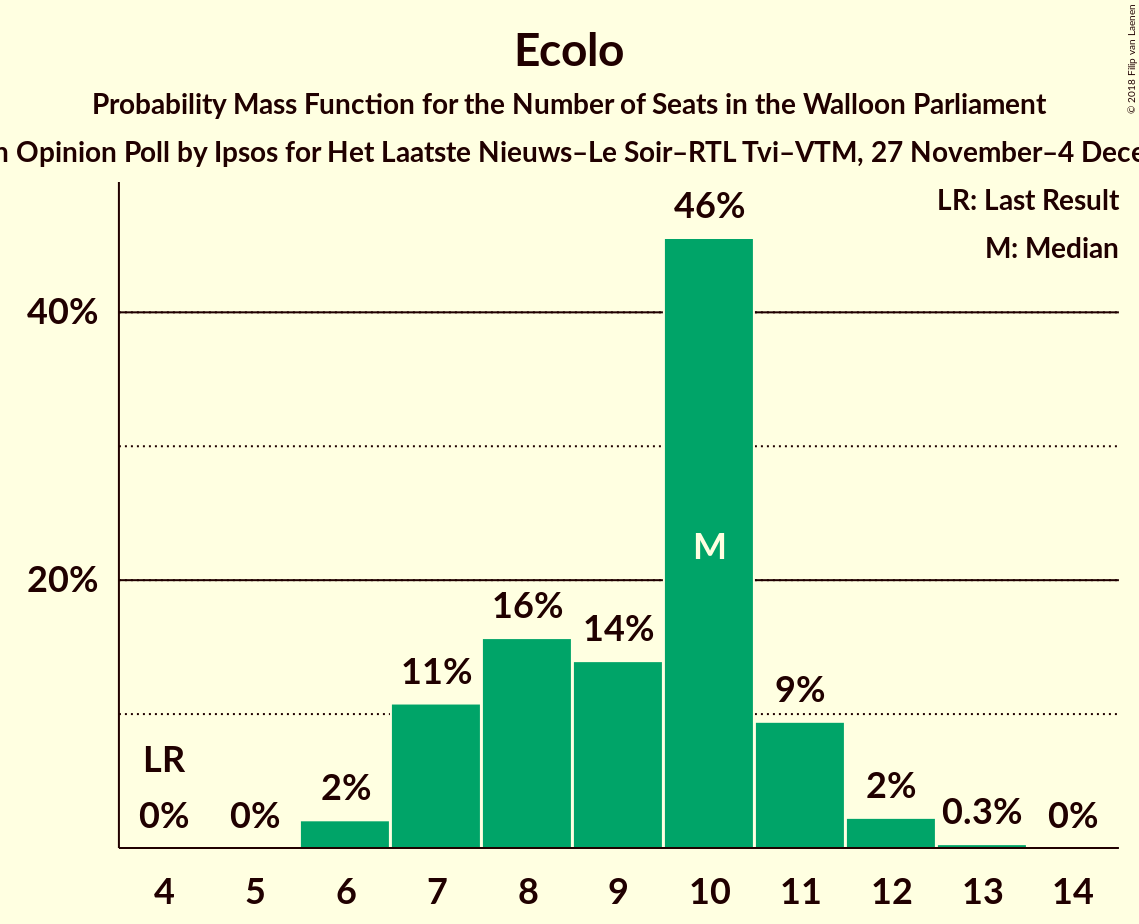 Ecolo
Probability Mass Function for the Number of Seats in the Walloon Parliament
Opinion Poll by Ipsos for Het Laatste Nieuws–Le Soir–RTL Tvi–VTM, 27 November–4
© 2018 Filip van Laenen
LR: Last Result
M: Median
46%
40%
M
20%
16%
14%
11%
9%
LR
2%
2%
0.3%
0%
0%
0%
4 5 6 7 8 9 10 11 12 13 14